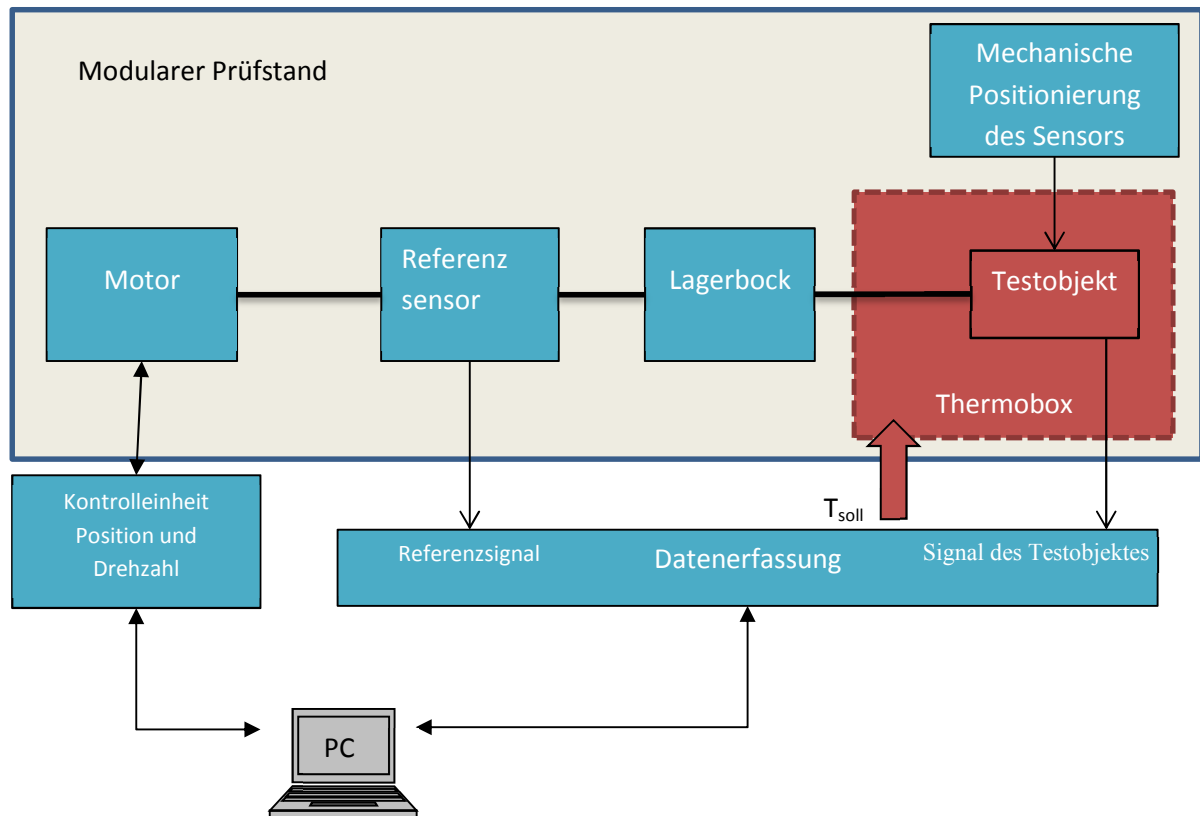 Modularer Prüfstand
Mechanische
Positionierung
des Sensors
Motor
Referenz
sensor
Lagerbock
Testobjekt
Thermobox
Kontrolleinheit
Position und
Drehzahl
Tsoll
Referenzsignal
Datenerfassung
Signal des Testobjektes
PC